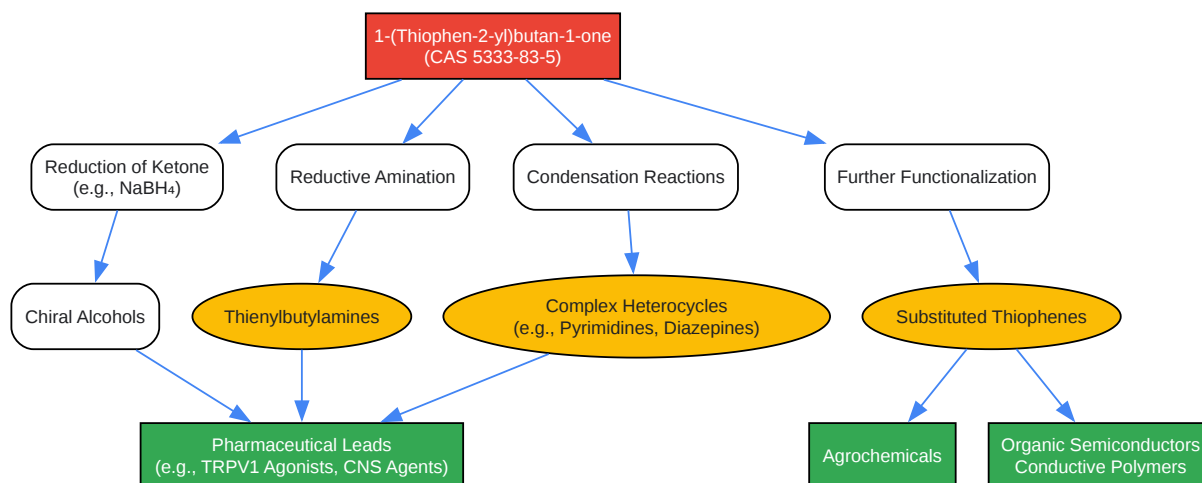 1-(Thiophen-2-yl)butan-1-one
(CAS 5333-83-5)
Reduction of Ketone
(e.g., NaBH₄)
Reductive Amination
Condensation Reactions
Further Functionalization
Chiral Alcohols
Thienylbutylamines
Complex Heterocycles
(e.g., Pyrimidines, Diazepines)
Substituted Thiophenes
Pharmaceutical Leads
(e.g., TRPV1 Agonists, CNS Agents)
Agrochemicals
Organic Semiconductors
Conductive Polymers